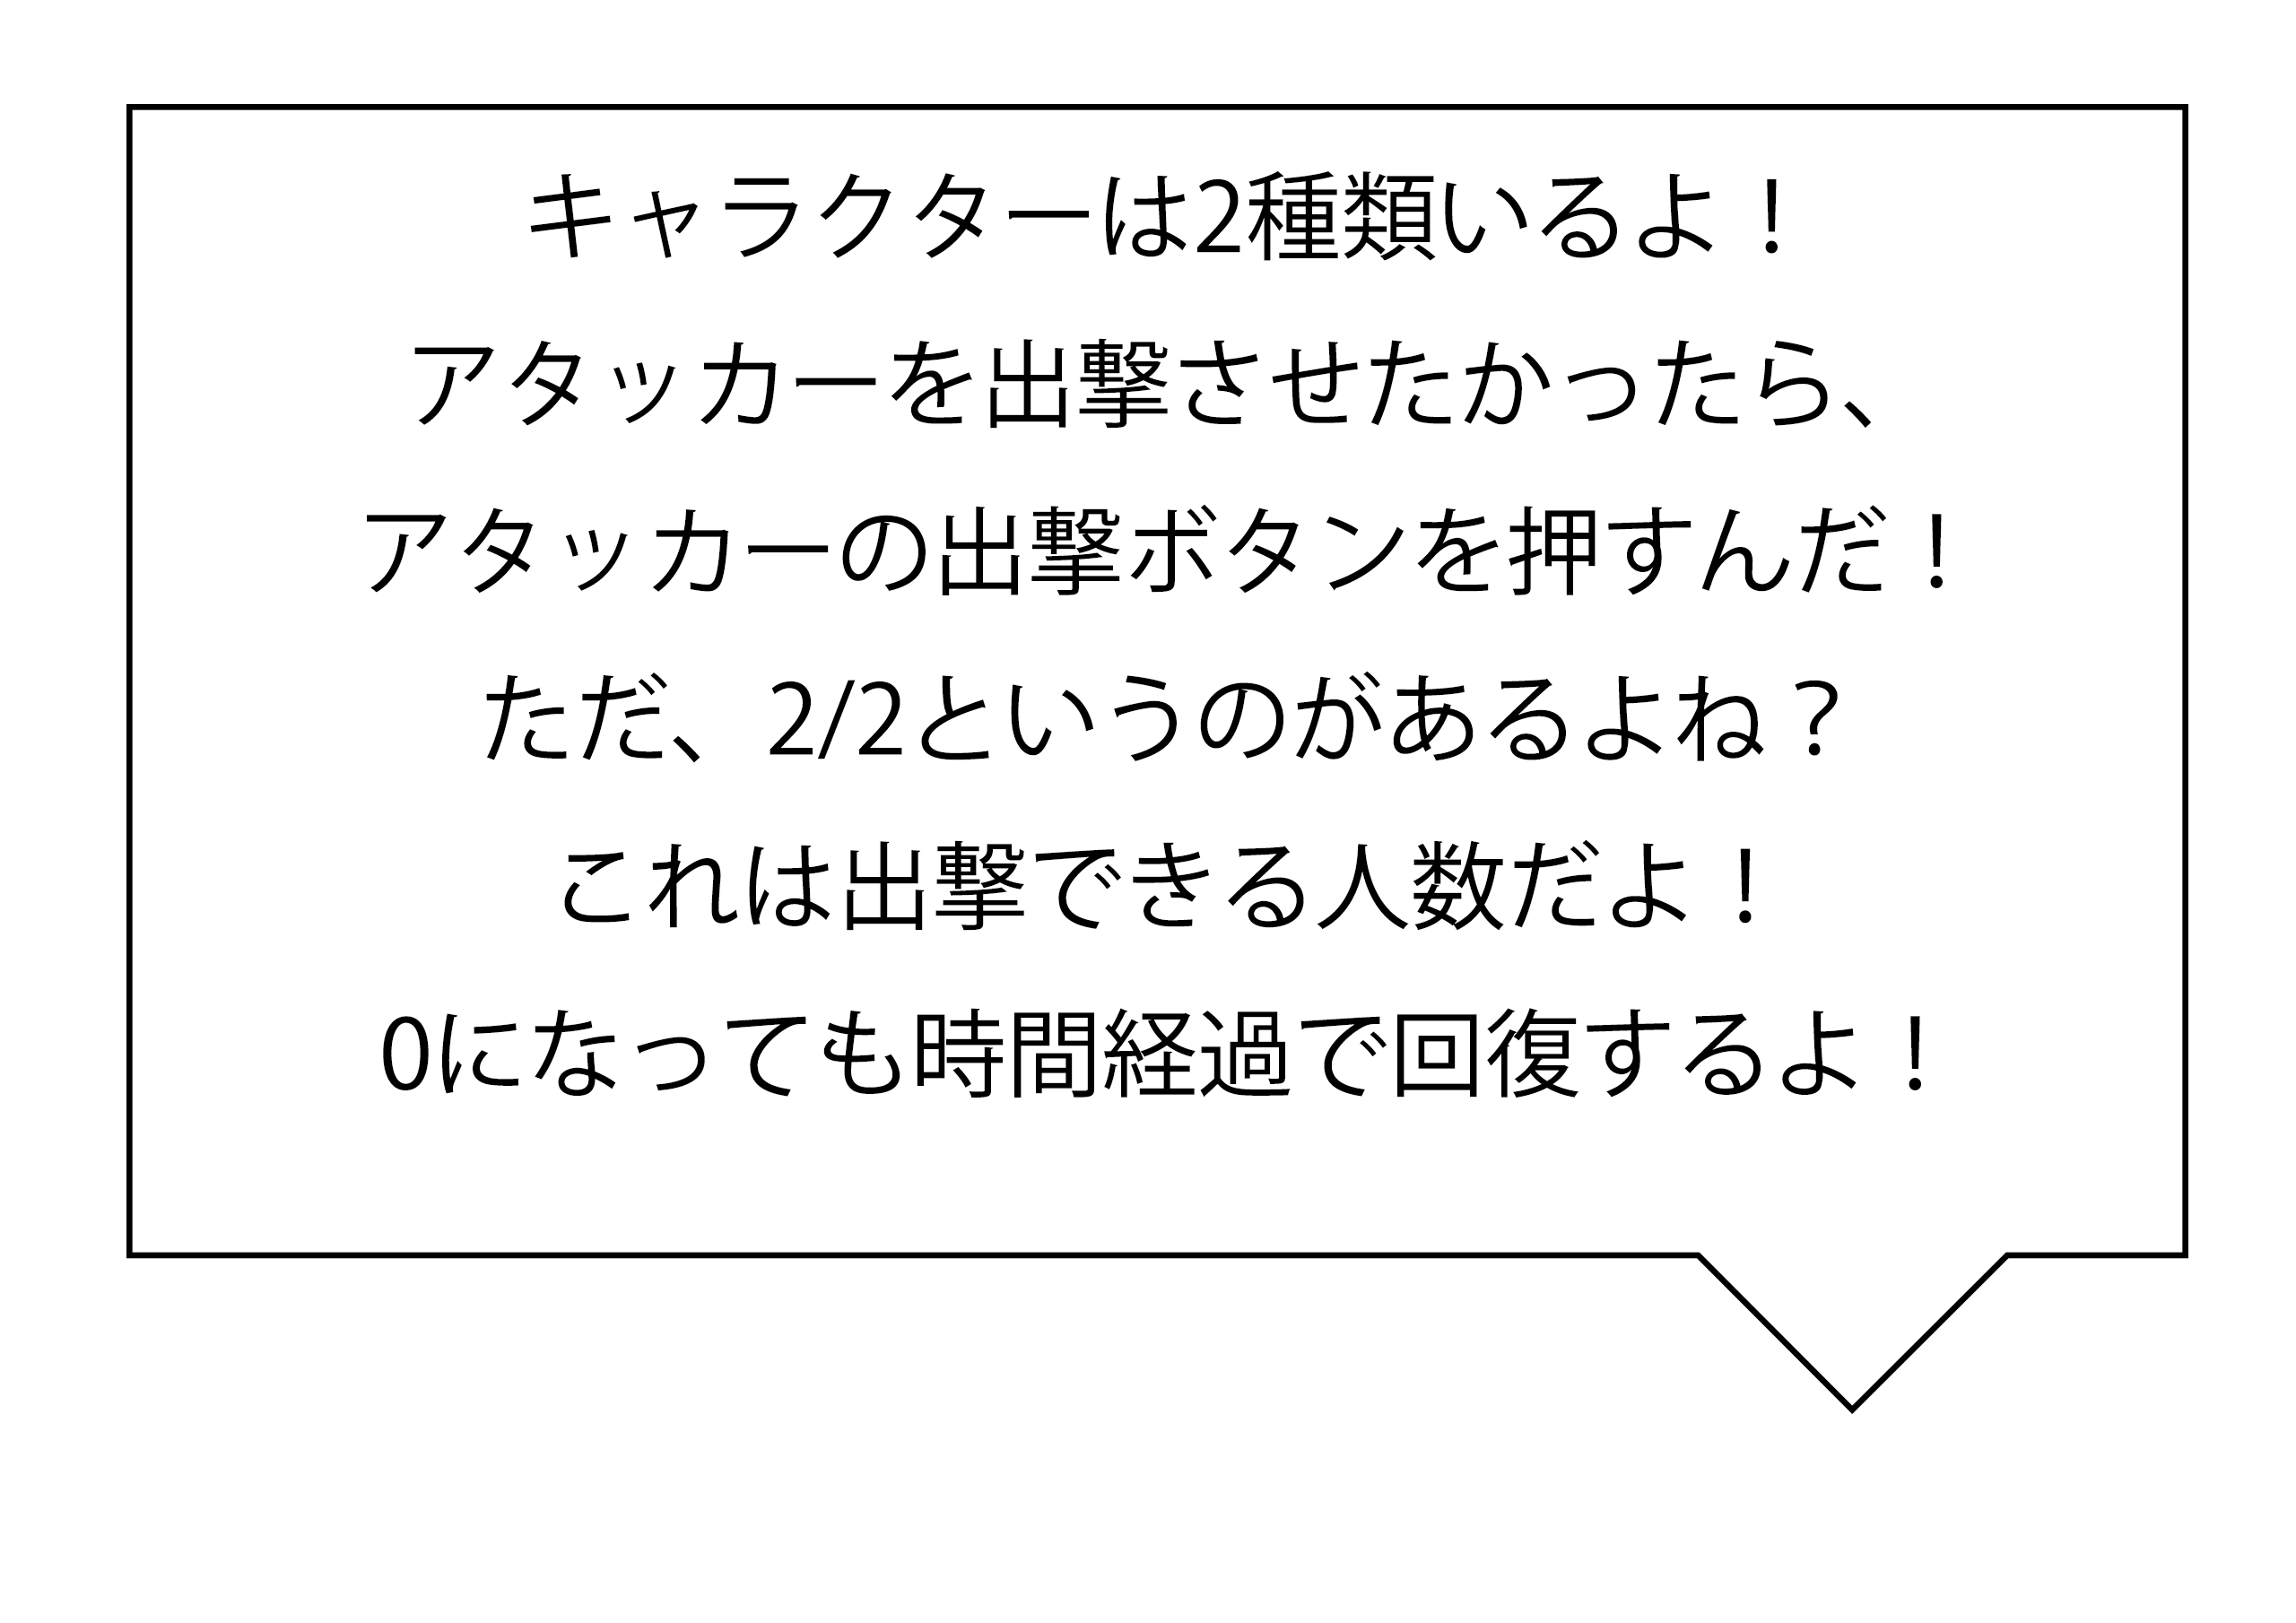 キャラクターは2種類いるよ！
アタッカーを出撃させたかったら、
アタッカーの出撃ボタンを押すんだ！
ただ、2/2というのがあるよね？
これは出撃できる人数だよ！
0になっても時間経過で回復するよ！